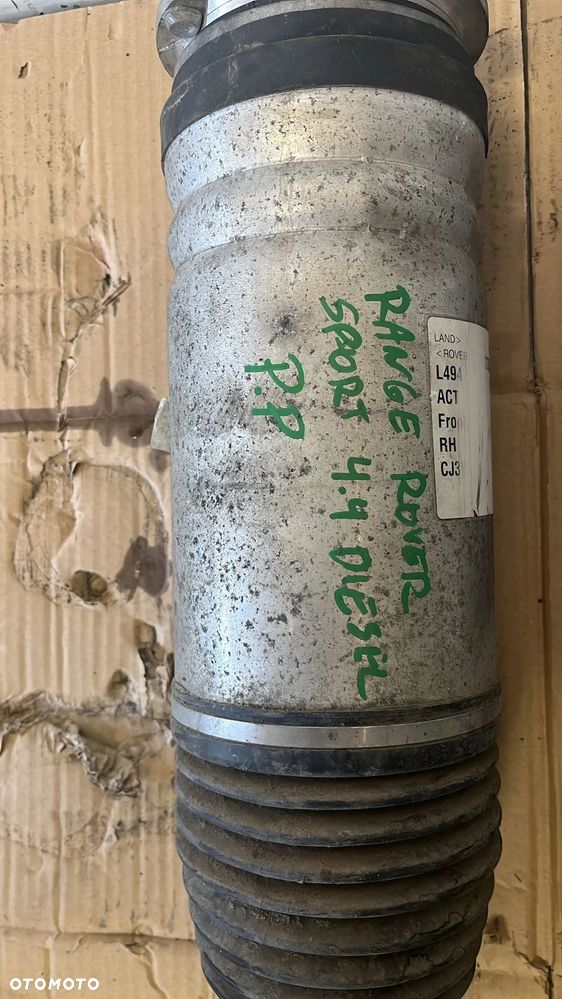 RANGE ROVER
SPORT 4.4 DIESEL
P.P
LAND>
<ROVER
L494
ACT
Fron
RH
CJ3
OTOMOTO